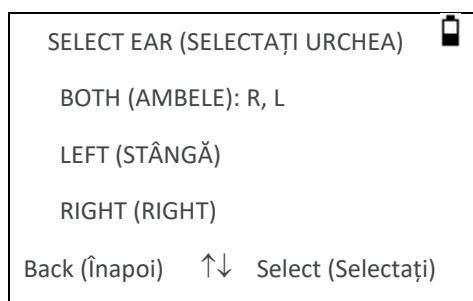 SELECT EAR (SELECTAȚI URCHEA)
BOTH (AMBELE): R, L
LEFT (STÂNGĂ)
RIGHT (RIGHT)
Back (Înapoi) ↑↓ Select (Selectați)